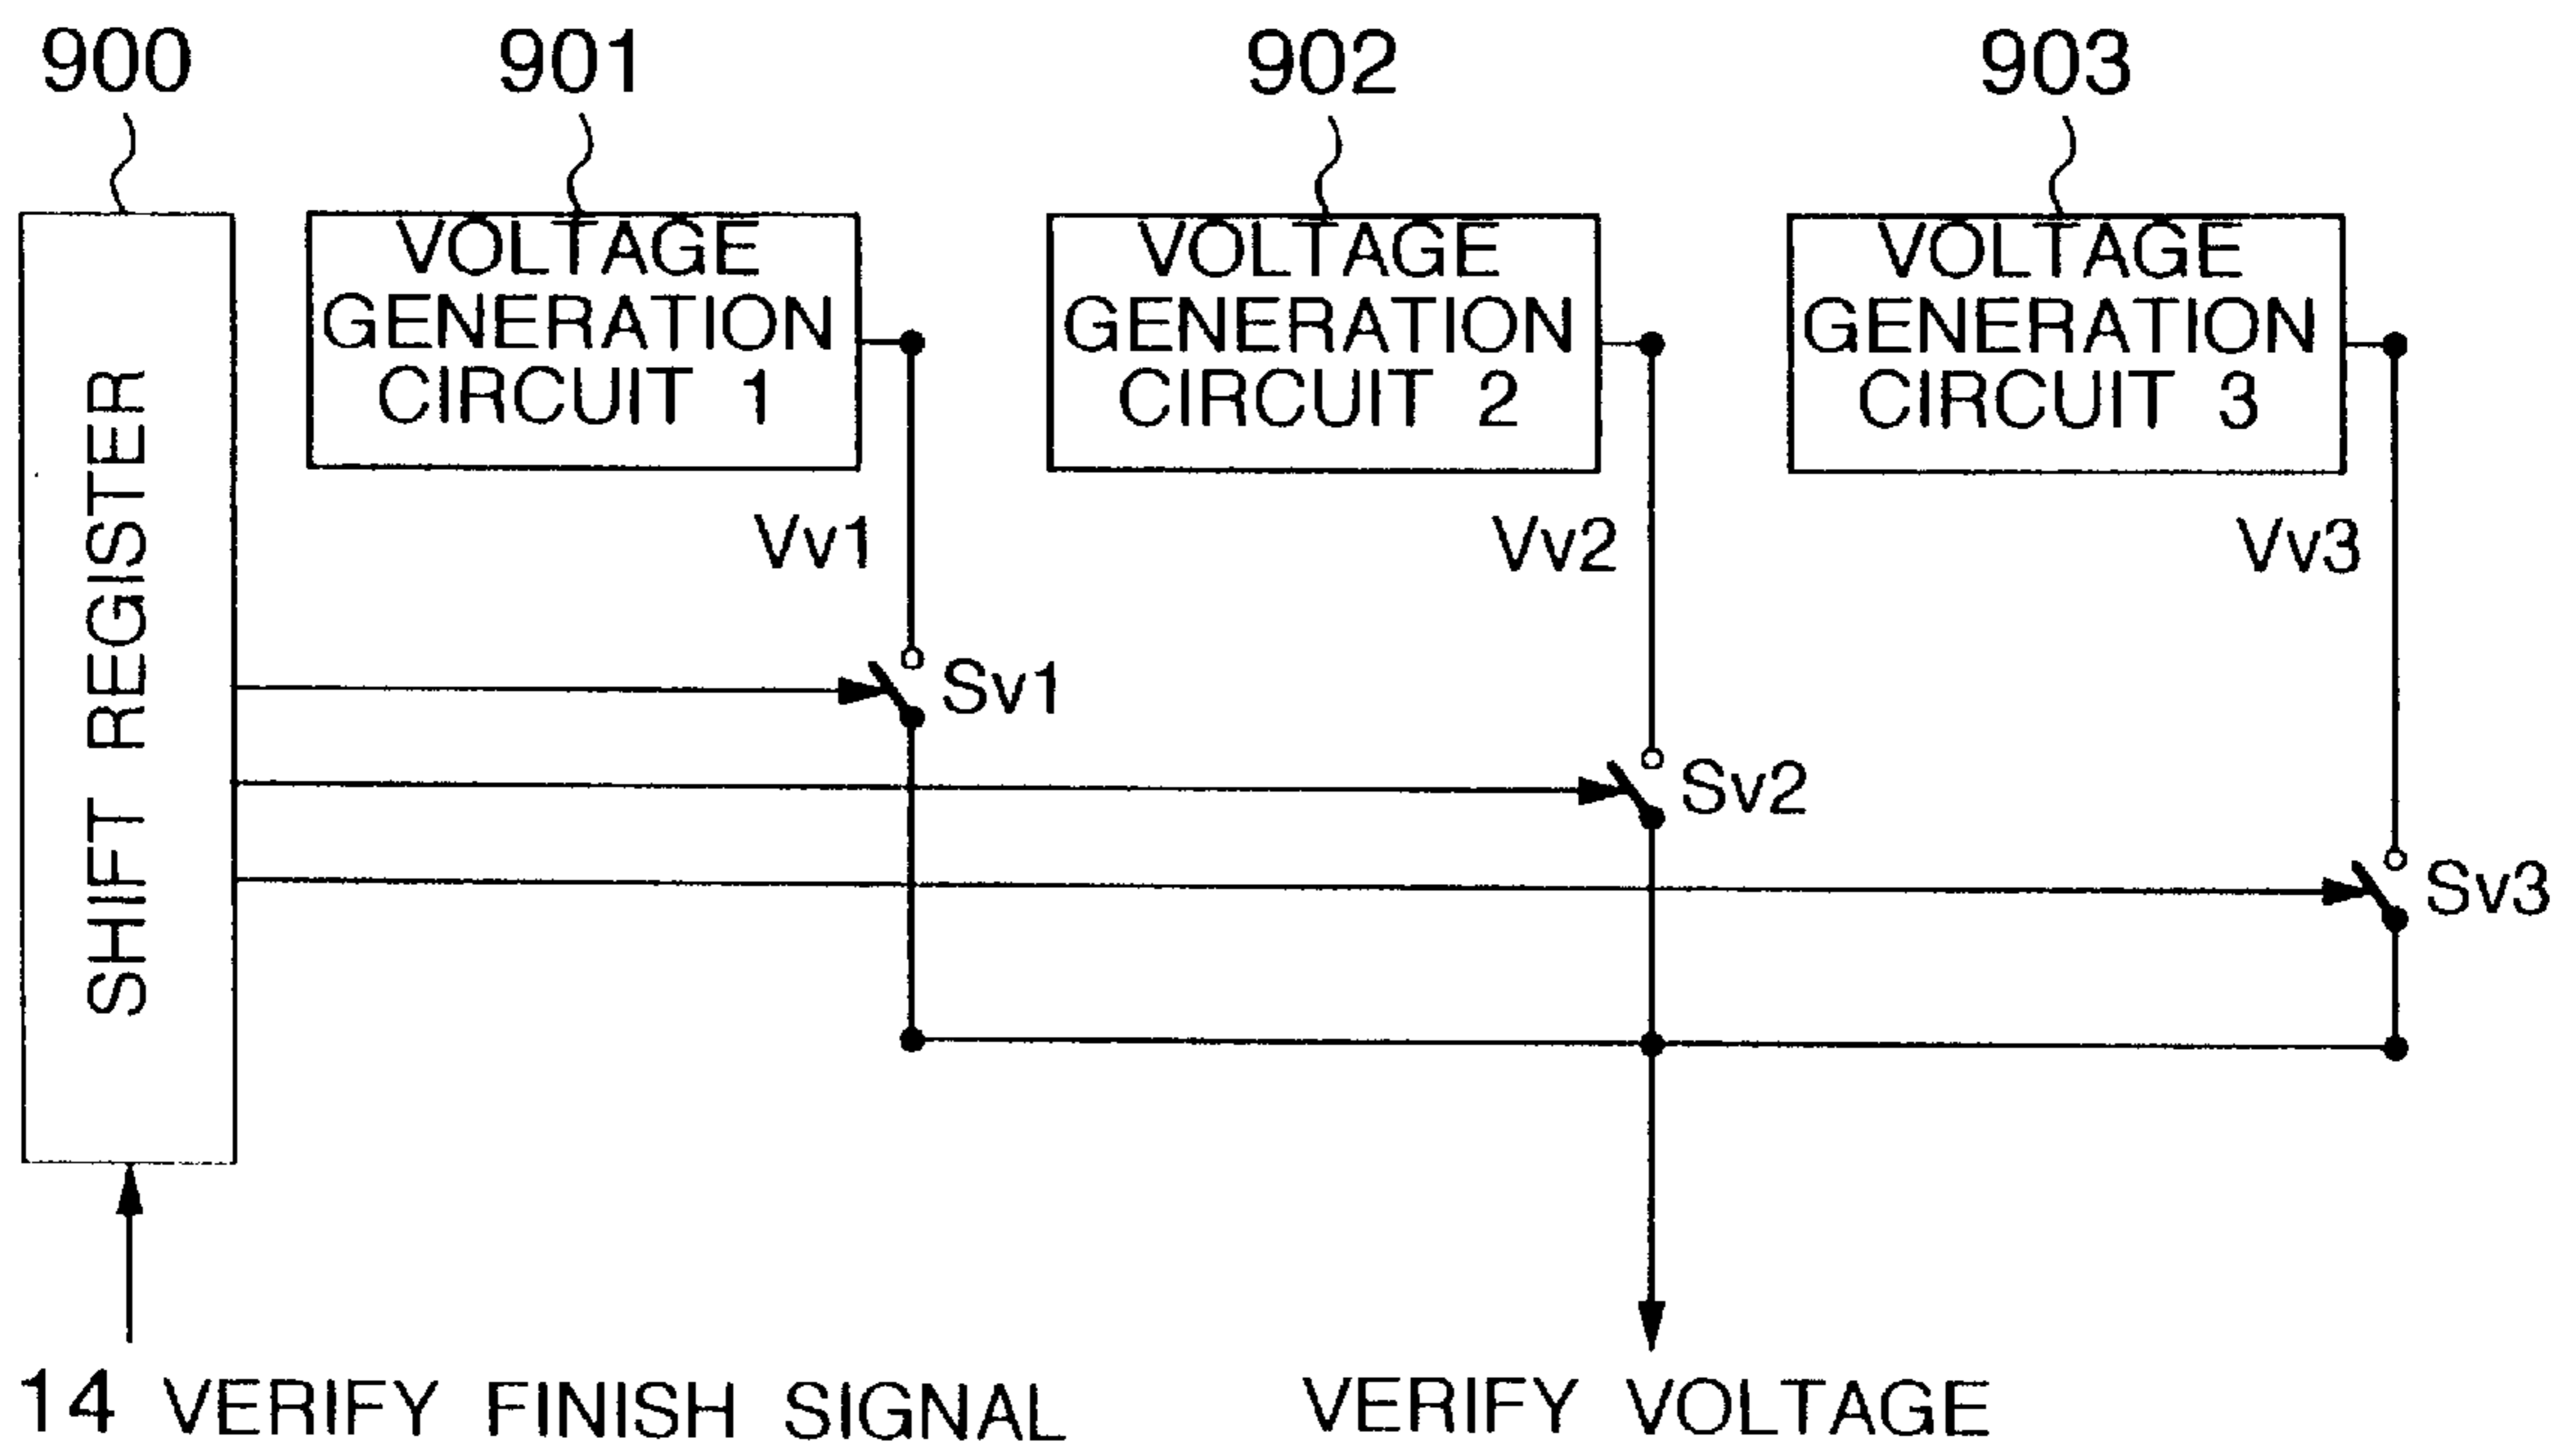 900
901
902
903
SHIFT REGISTER
VOLTAGE
GENERATION
CIRCUIT 1
VOLTAGE
GENERATION
CIRCUIT 2
VOLTAGE
GENERATION
CIRCUIT 3
Vv1
Vv2
Vv3
Sv1
Sv2
Sv3
14 VERIFY FINISH SIGNAL
VERIFY VOLTAGE